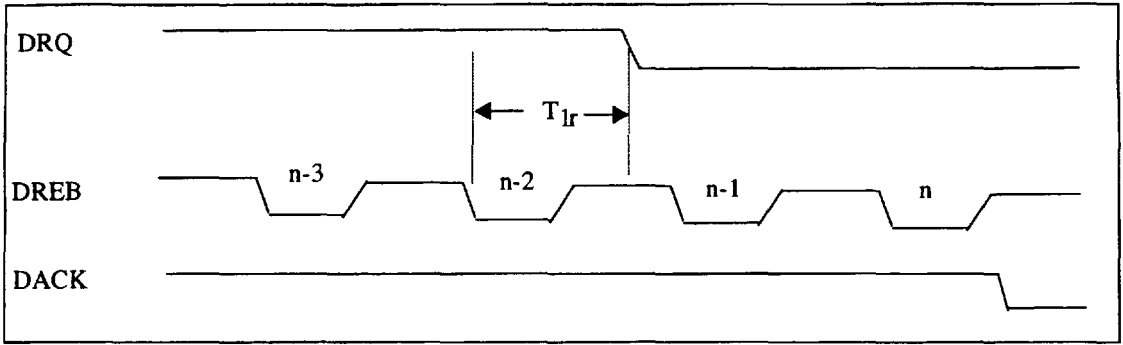 DRQ
T1r
DREB
n-3
n-2
n-1
n
DACK